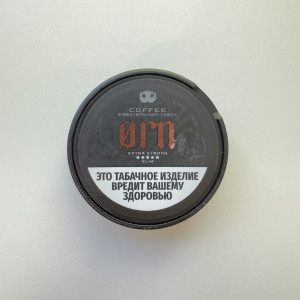 COFFEE
ЖЕВАТЕЛЬНЫЙ ТАБАК
ørn
EXTRA STRONG
SLIM
ЭТО ТАБАЧНОЕ ИЗДЕЛИЕ
ВРЕДИТ ВАШЕМУ
ЗДОРОВЬЮ